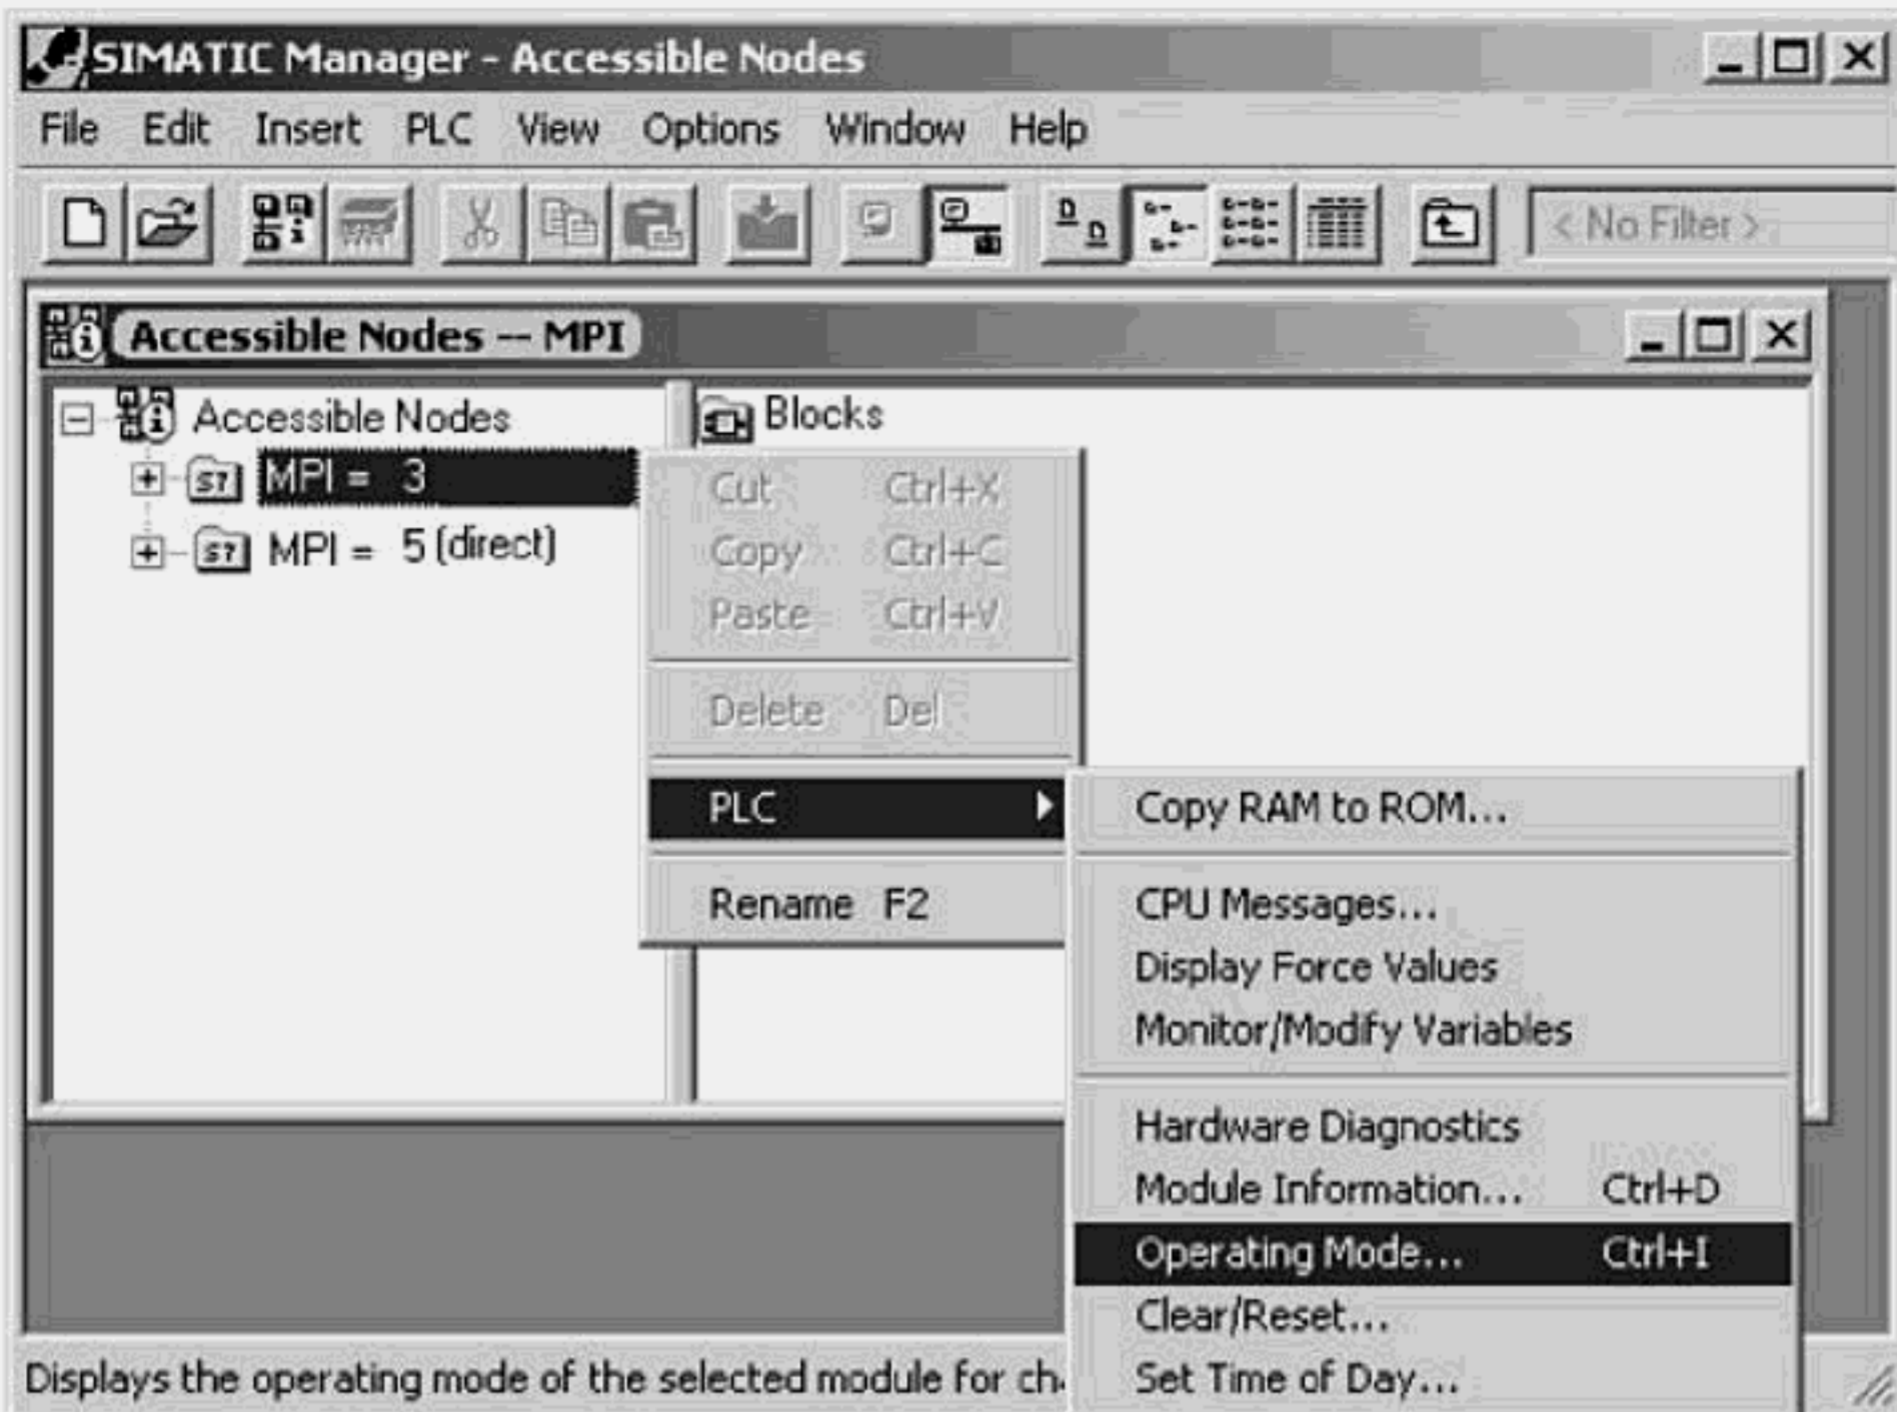 SIMATIC Manager - Accessible Nodes
File Edit Insert PLC View Options Window Help
< No Filter >
Accessible Nodes -- MPI
Accessible Nodes
MPI = 3
MPI = 5 (direct)
Blocks
Cut Ctrl+X
Copy Ctrl+C
Paste Ctrl+V
Delete Del
PLC
Rename F2
Copy RAM to ROM...
CPU Messages...
Display Force Values
Monitor/Modify Variables
Hardware Diagnostics
Module Information... Ctrl+D
Operating Mode... Ctrl+I
Clear/Reset...
Set Time of Day...
Displays the operating mode of the selected module for